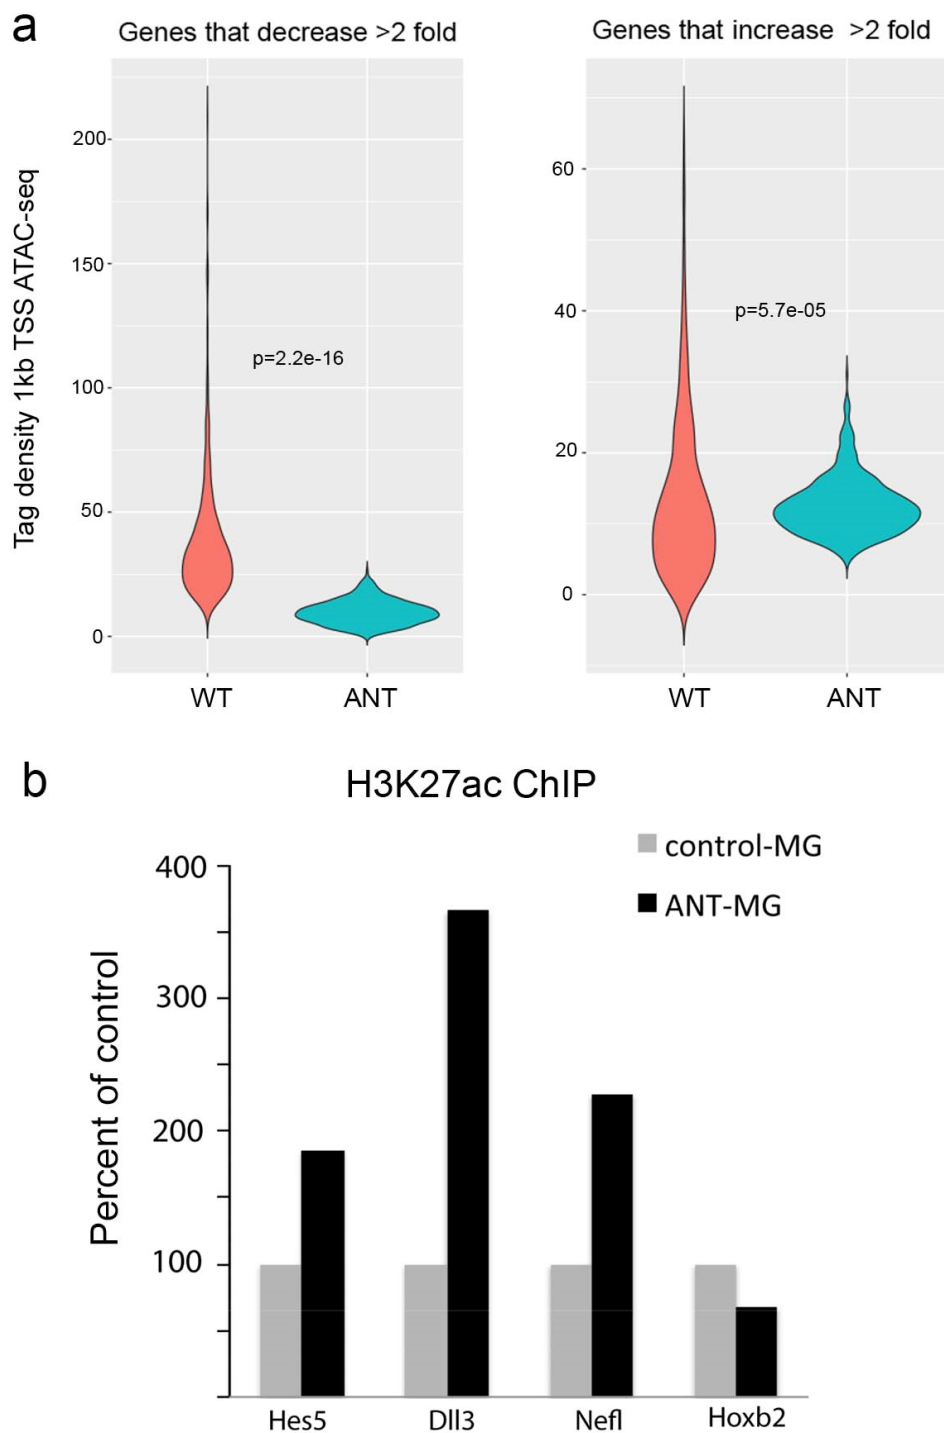 a
Genes that decrease >2 fold
Genes that increase >2 fold
Tag density 1kb TSS ATAC-seq
200
150
100
50
0
p=2.2e-16
WT
ANT
60
40
20
0
p=5.7e-05
WT
ANT
b
H3K27ac ChIP
control-MG
ANT-MG
Percent of control
400
300
200
100
Hes5
Dll3
Nefl
Hoxb2